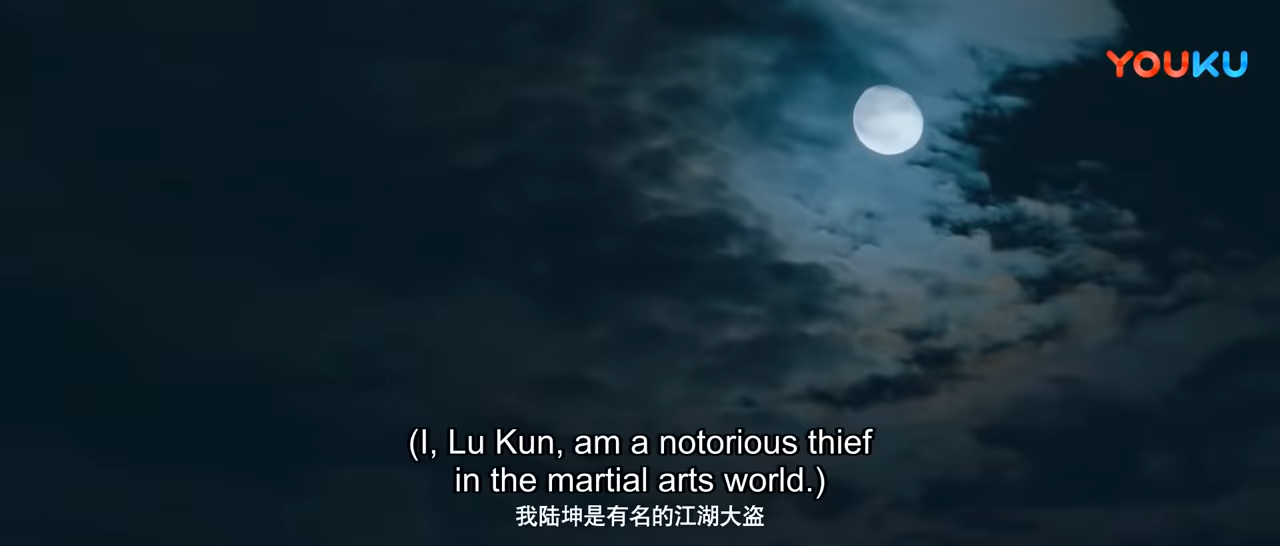 YOUKU
(I, Lu Kun, am a notorious thief
in the martial arts world.)
我陆坤是有名的江湖大盗